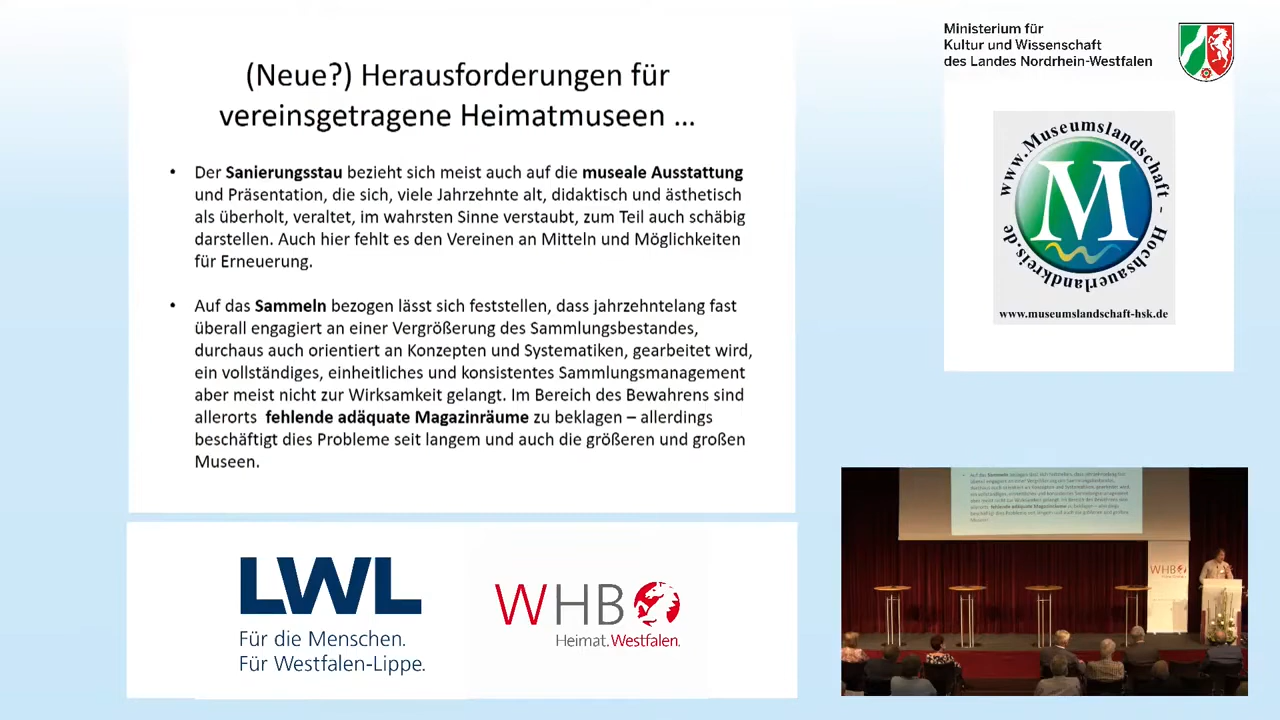 (Neue?) Herausforderungen für
vereinsgetragene Heimatmuseen ...
• Der Sanierungsstau bezieht sich meist auch auf die museale Ausstattung
und Präsentation, die sich, viele Jahrzehnte alt, didaktisch und ästhetisch
als überholt, veraltet, im wahrsten Sinne verstaubt, zum Teil auch schäbig
darstellen. Auch hier fehlt es den Vereinen an Mitteln und Möglichkeiten
für Erneuerung.
• Auf das Sammeln bezogen lässt sich feststellen, dass jahrzehntelang fast
überall engagiert an einer Vergrößerung des Sammlungsbestandes,
durchaus auch orientiert an Konzepten und Systematiken, gearbeitet wird,
ein vollständiges, einheitliches und konsistentes Sammlungsmanagement
aber meist nicht zur Wirksamkeit gelangt. Im Bereich des Bewahrens sind
allerorts fehlende adäquate Magazinräume zu beklagen – allerdings
beschäftigt dies Probleme seit langem und auch die größeren und großen
Museen.
LWL
Für die Menschen.
Für Westfalen-Lippe.
WHB
Heimat.Westfalen.
Ministerium für
Kultur und Wissenschaft
des Landes Nordrhein-Westfalen
www.Museumslandschaft - Hochsauerlandkreis.de
M
www.museumslandschaft-hsk.de
WHB